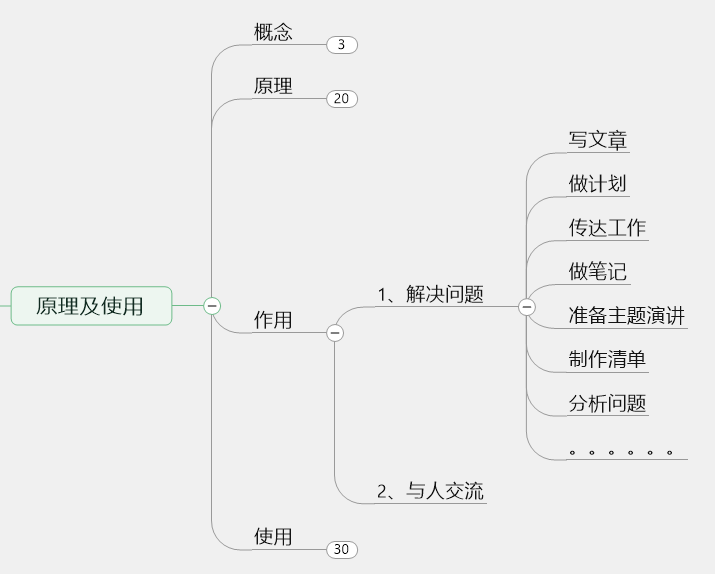 原理及使用
概念
3
原理
20
作用
1、解决问题
写文章
做计划
传达工作
做笔记
准备主题演讲
制作清单
分析问题
。。。。。。
2、与人交流
使用
30